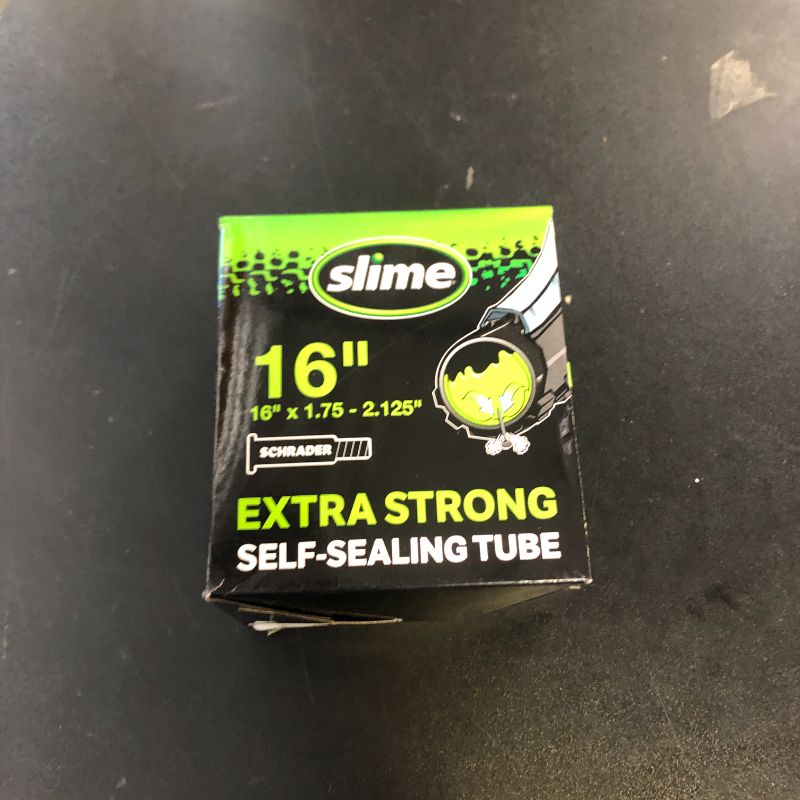 slime
16"
16" x 1.75 - 2.125"
SCHRADER
EXTRA STRONG
SELF-SEALING TUBE